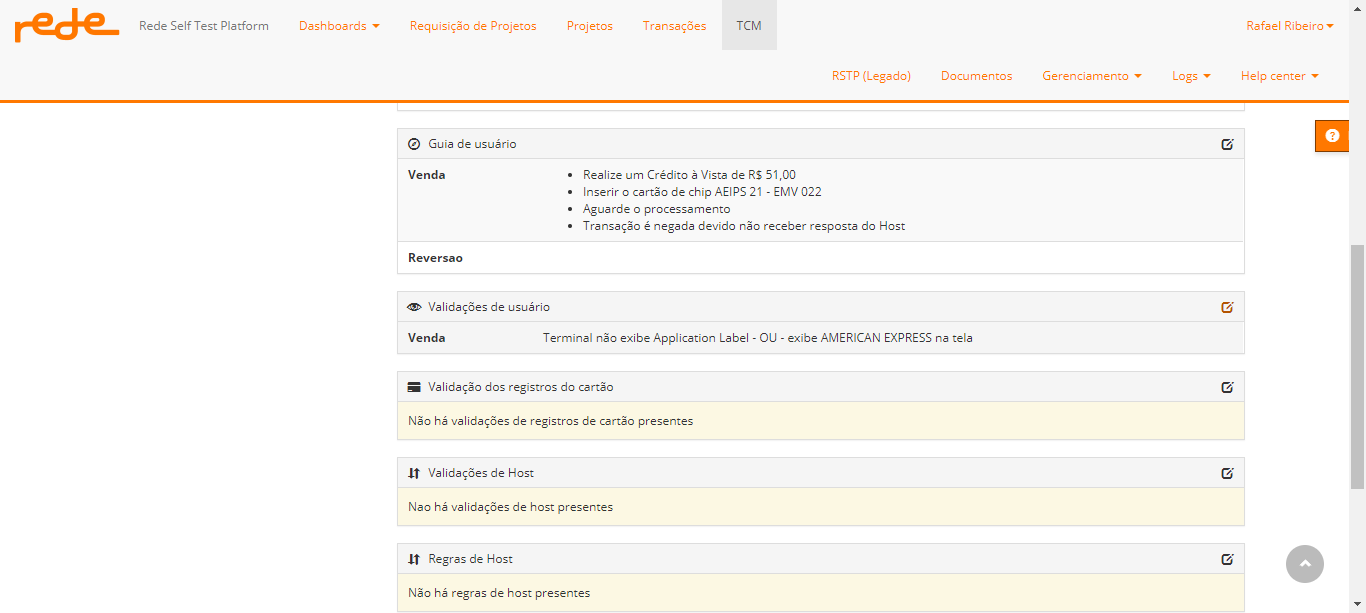 rede Rede Self Test Platform Dashboards Requisição de Projetos Projetos Transações TCM Rafael Ribeiro
RSTP (Legado) Documentos Gerenciamento Logs Help center
Guia de usuário
Venda
Realize um Crédito à Vista de R$ 51,00
Inserir o cartão de chip AEIPS 21 - EMV 022
Aguarde o processamento
Transação é negada devido não receber resposta do Host
Reversao
Validações de usuário
Venda Terminal não exibe Application Label - OU - exibe AMERICAN EXPRESS na tela
Validação dos registros do cartão
Não há validações de registros de cartão presentes
Validações de Host
Nao há validações de host presentes
Regras de Host
Não há regras de host presentes